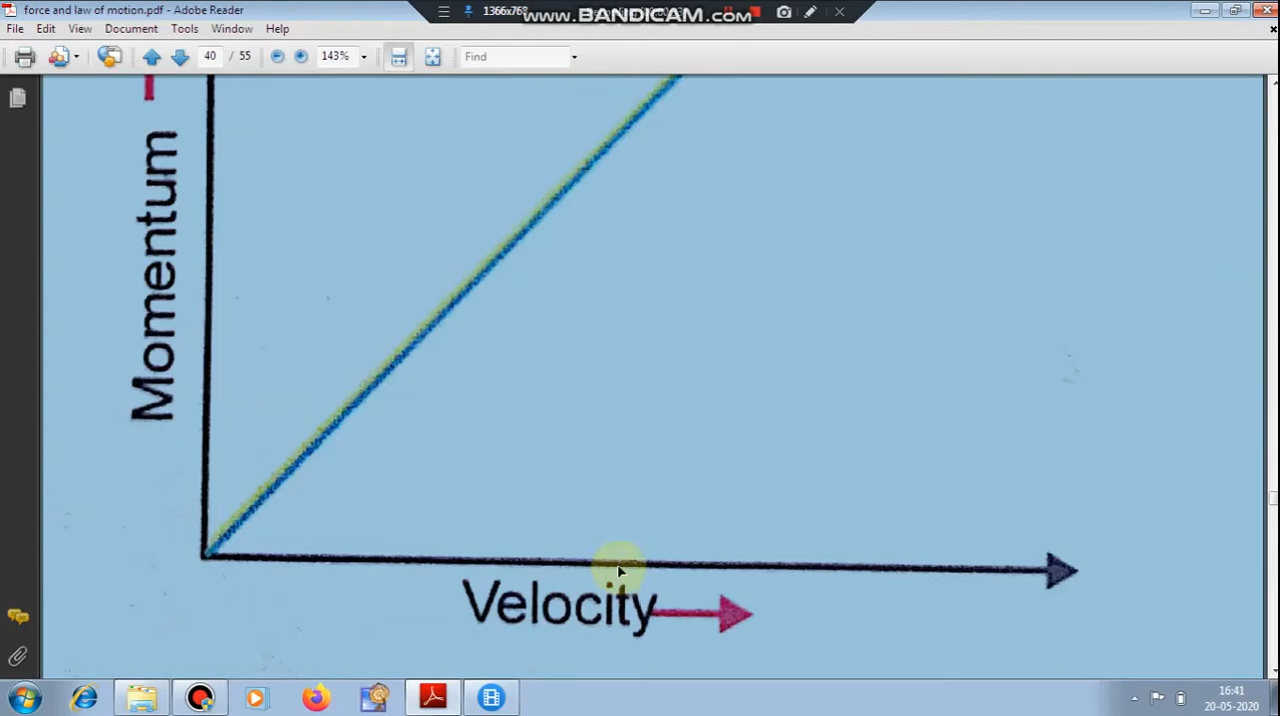 force and law of motion.pdf - Adobe Reader
1366x768
www.BANDICAM.com
File Edit View Document Tools Window Help
40 / 55 143% Find
Momentum
Velocity
16:41
20-05-2020